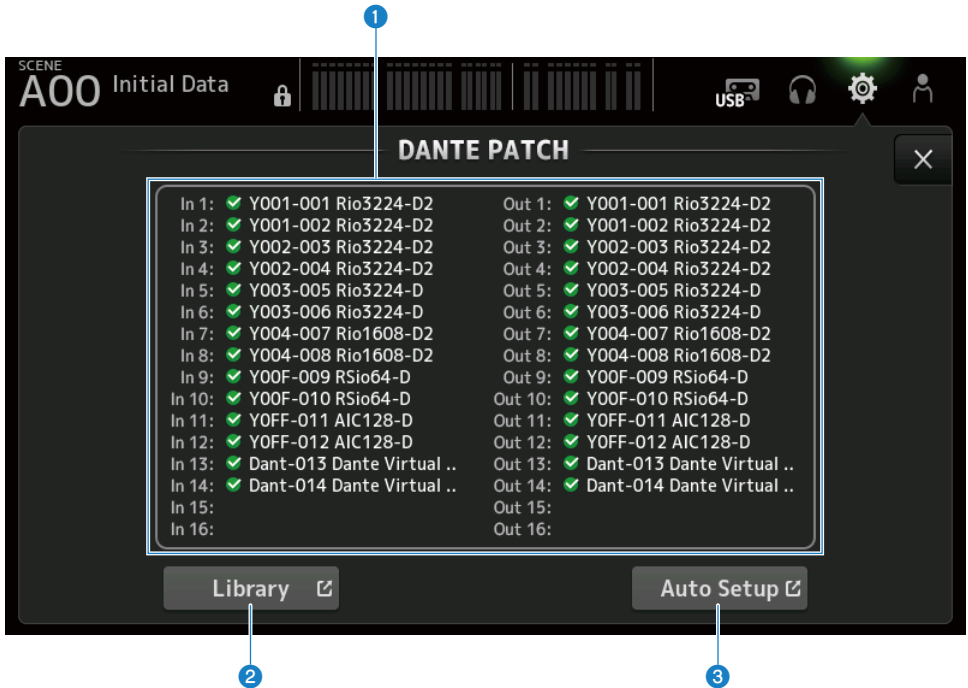 1
SCENE
A00 Initial Data
USB
DANTE PATCH
In 1: Y001-001 Rio3224-D2 Out 1: Y001-001 Rio3224-D2
In 2: Y001-002 Rio3224-D2 Out 2: Y001-002 Rio3224-D2
In 3: Y002-003 Rio3224-D2 Out 3: Y002-003 Rio3224-D2
In 4: Y002-004 Rio3224-D2 Out 4: Y002-004 Rio3224-D2
In 5: Y003-005 Rio3224-D Out 5: Y003-005 Rio3224-D
In 6: Y003-006 Rio3224-D Out 6: Y003-006 Rio3224-D
In 7: Y004-007 Rio1608-D2 Out 7: Y004-007 Rio1608-D2
In 8: Y004-008 Rio1608-D2 Out 8: Y004-008 Rio1608-D2
In 9: Y00F-009 RSio64-D Out 9: Y00F-009 RSio64-D
In 10: Y00F-010 RSio64-D Out 10: Y00F-010 RSio64-D
In 11: Y0FF-011 AIC128-D Out 11: Y0FF-011 AIC128-D
In 12: Y0FF-012 AIC128-D Out 12: Y0FF-012 AIC128-D
In 13: Dant-013 Dante Virtual .. Out 13: Dant-013 Dante Virtual ..
In 14: Dant-014 Dante Virtual .. Out 14: Dant-014 Dante Virtual ..
In 15: Out 15:
In 16: Out 16:
Library Auto Setup
2 3